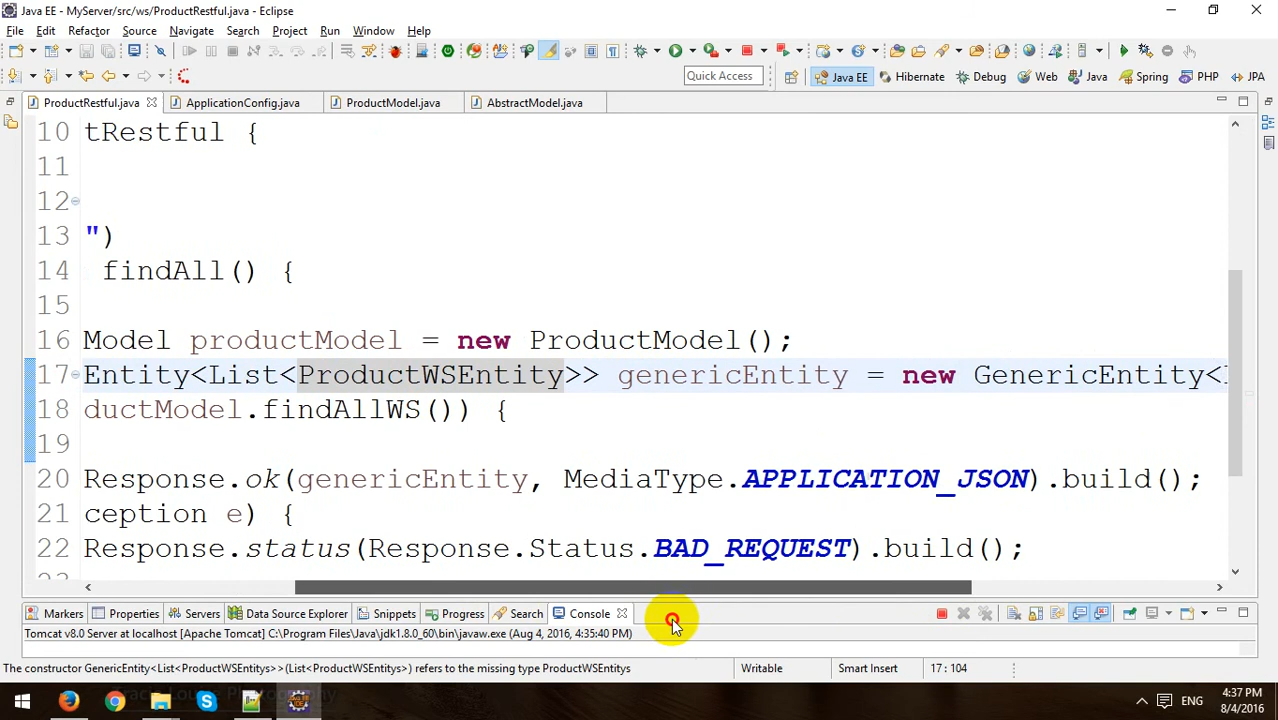 Java EE - MyServer/src/ws/ProductRestful.java - Eclipse
File Edit Refactor Source Navigate Search Project Run Window Help
Quick Access Java EE Hibernate Debug Web Java Spring PHP JPA
ProductRestful.java ApplicationConfig.java ProductModel.java AbstractModel.java
10 tRestful {
11
12
13 ")
14 findAll() {
15
16 Model productModel = new ProductModel();
17 Entity<List<ProductWSEntity>> genericEntity = new GenericEntity<
18 ductModel.findAllWS()) {
19
20 Response.ok(genericEntity, MediaType.APPLICATION_JSON).build();
21 ception e) {
22 Response.status(Response.Status.BAD_REQUEST).build();
Markers Properties Servers Data Source Explorer Snippets Progress Search Console
Tomcat v8.0 Server at localhost [Apache Tomcat] C:\Program Files\Java\jdk1.8.0_60\bin\javaw.exe (Aug 4, 2016, 4:35:40 PM)
The constructor GenericEntity<List<ProductWSEntitys>>(List<ProductWSEntitys>) refers to the missing type ProductWSEntitys Writable Smart Insert 17 : 104
ENG 4:37 PM
8/4/2016